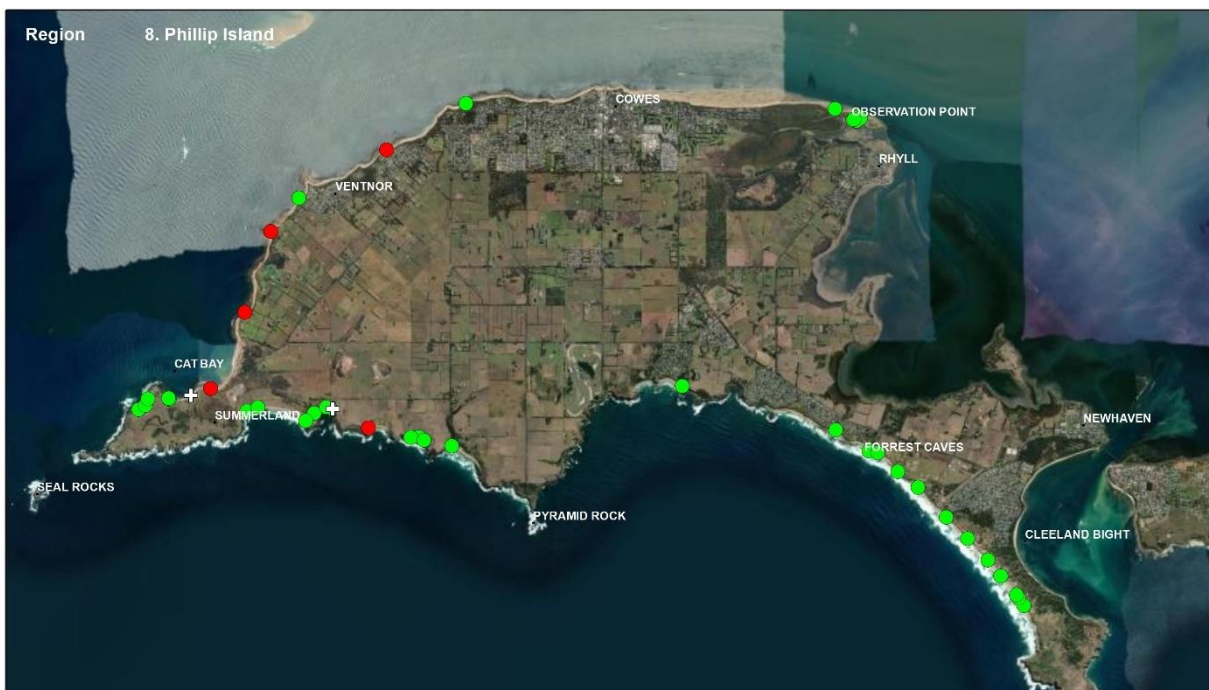 Region 8. Phillip Island
COWES
OBSERVATION POINT
RHYLL
VENTNOR
CAT BAY
SUMMERLAND
NEWHAVEN
FORREST CAVES
SEAL ROCKS
PYRAMID ROCK
CLEELAND BIGHT